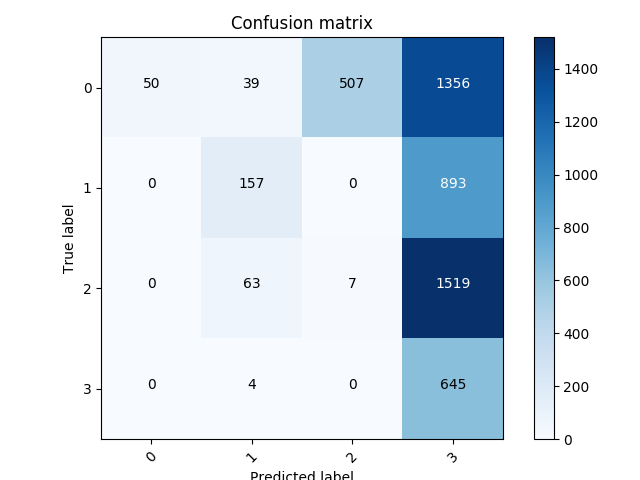 Confusion matrix
0 50 39 507 1356
1 0 157 0 893
2 0 63 7 1519
3 0 4 0 645
0 1 2 3
True label
Predicted label
1400
1200
1000
800
600
400
200
0